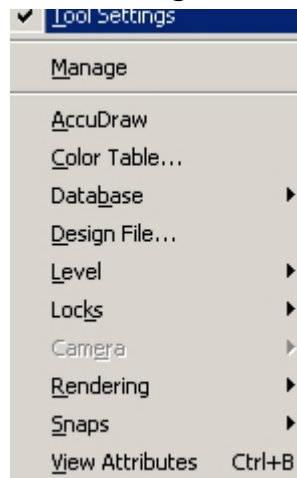 Tool Settings
Manage
AccuDraw
Color Table...
Database
Design File...
Level
Locks
Camera
Rendering
Snaps
View Attributes Ctrl+B